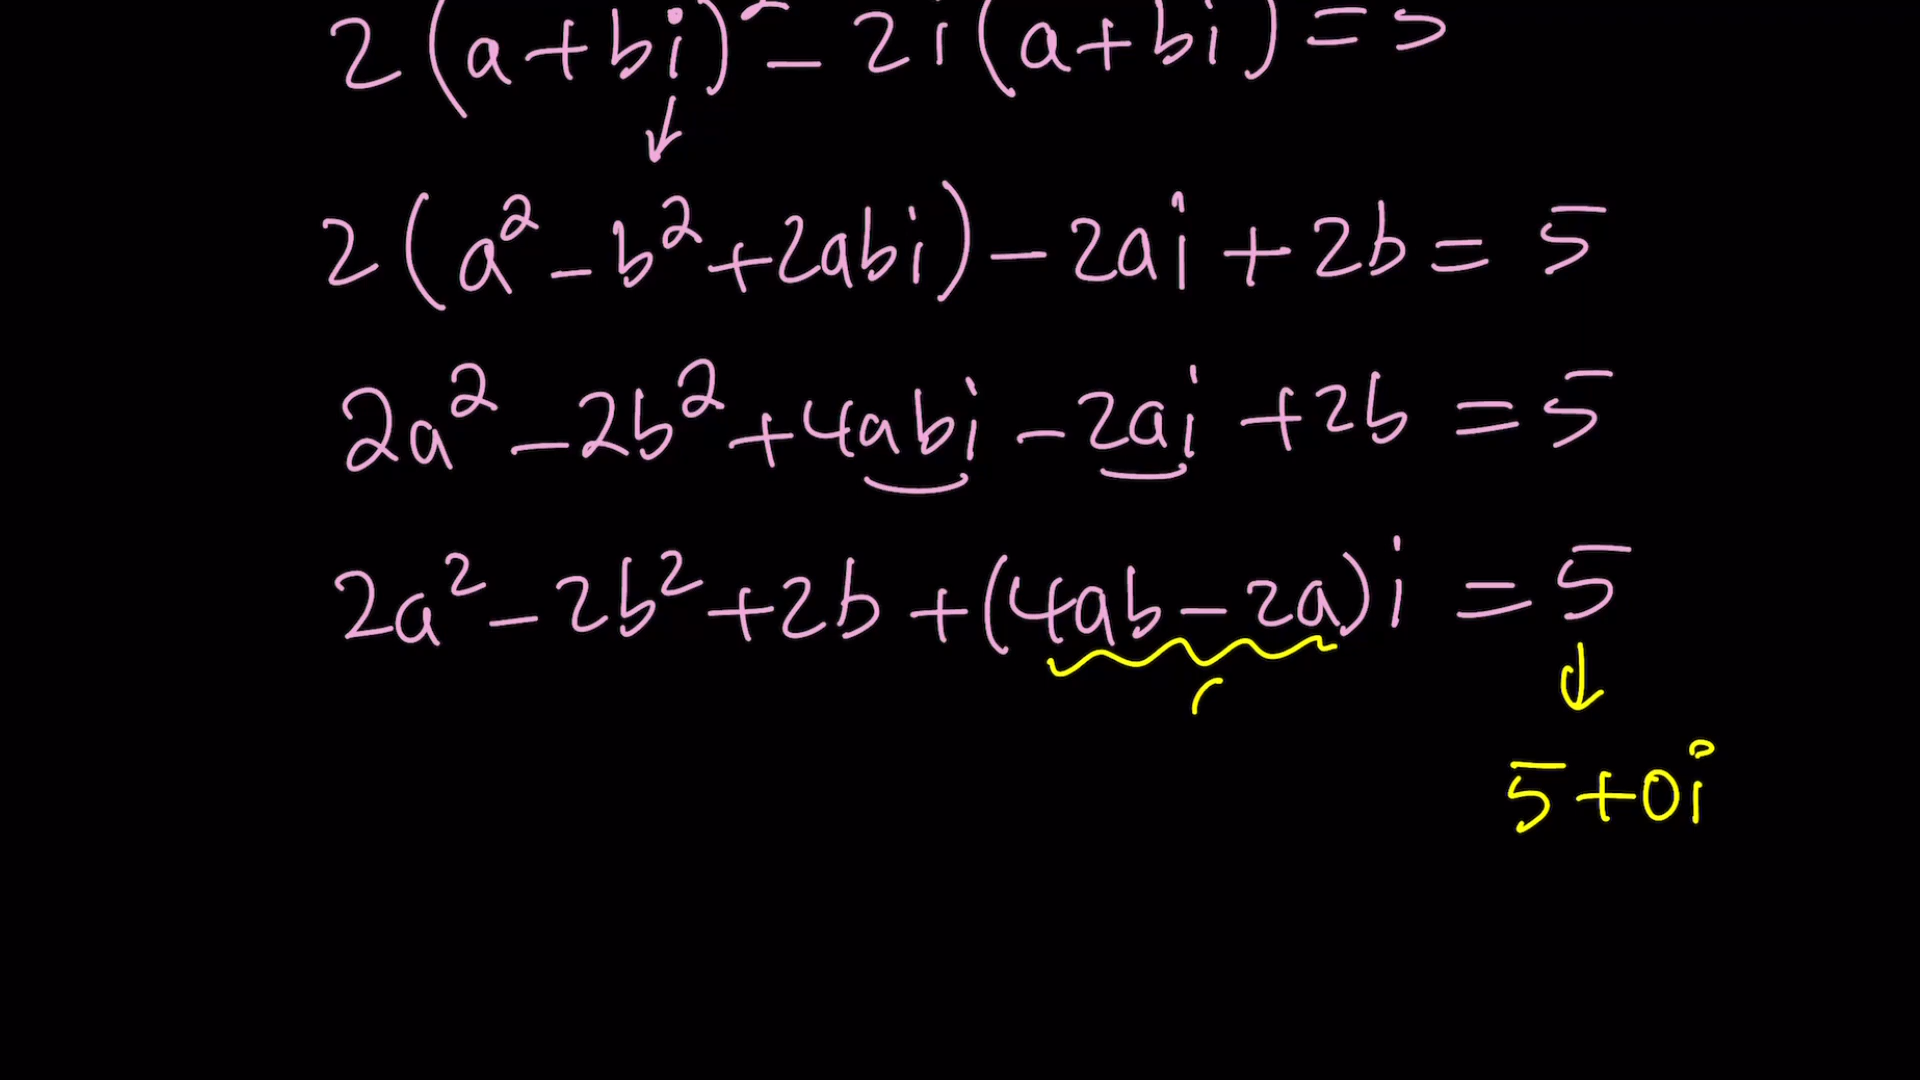 2(a+bi)² - 2i(a+bi) = 5
↓
2(a² - b² + 2abi) - 2ai + 2b = 5
2a² - 2b² + 4abi - 2ai + 2b = 5
2a² - 2b² + 2b + (4ab - 2a)i = 5
↓
5+0i